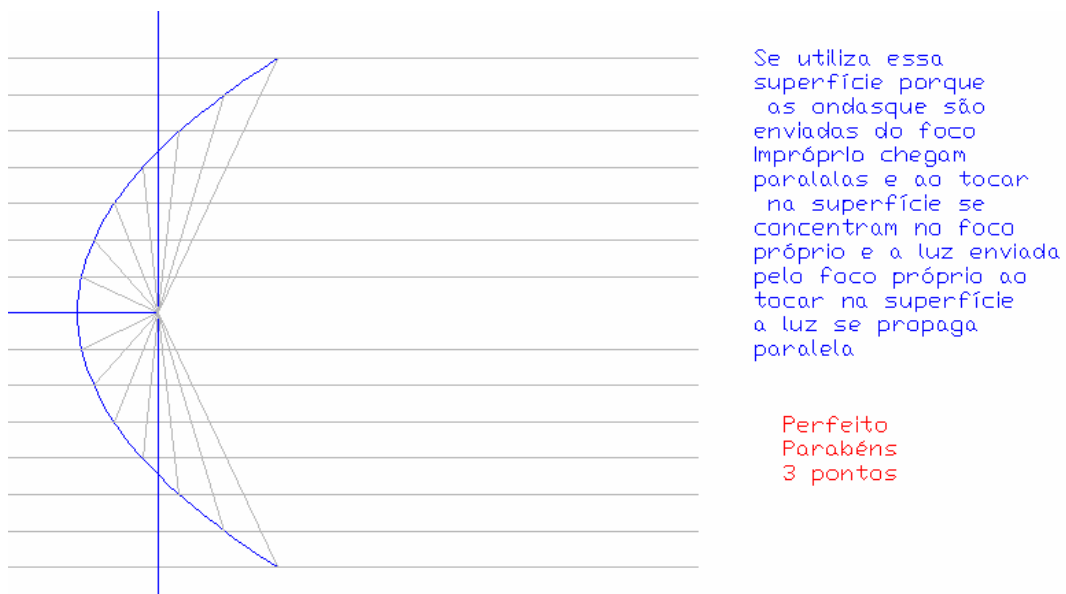 Se utiliza essa
superfície porque
as ondasque são
enviadas do foco
Impróprio chegam
paralalas e ao tocar
na superfície se
concentram no foco
próprio e a luz enviada
pelo foco próprio ao
tocar na superfície
a luz se propaga
paralela
Perfeito
Parabéns
3 pontos